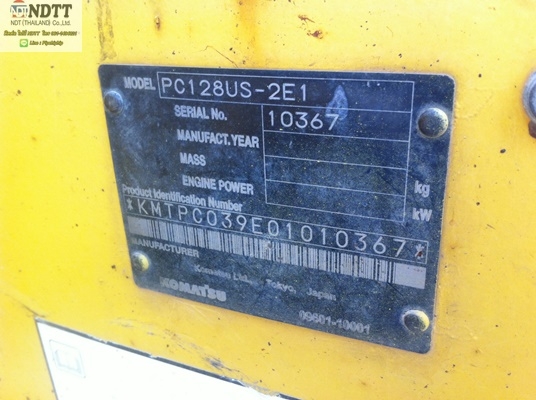 NDTT
NDT (THAILAND) Co.,Ltd.
MODEL PC128US-2E1
SERIAL No. 10367
MANUFACT.YEAR
MASS kg
ENGINE POWER kW
Product Identification Number
*KMTPC039E01010367*
MANUFACTURER
Komatsu Ltd., Tokyo, Japan
KOMATSU
09601-10001